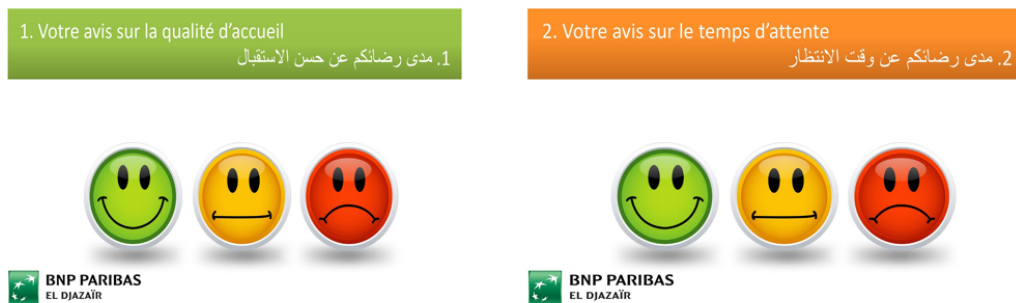 1. Votre avis sur la qualité d'accueil
1. مدى رضائكم عن حسن الاستقبال
BNP PARIBAS
EL DJAZAÏR
2. Votre avis sur le temps d'attente
2. مدى رضائكم عن وقت الانتظار
BNP PARIBAS
EL DJAZAÏR